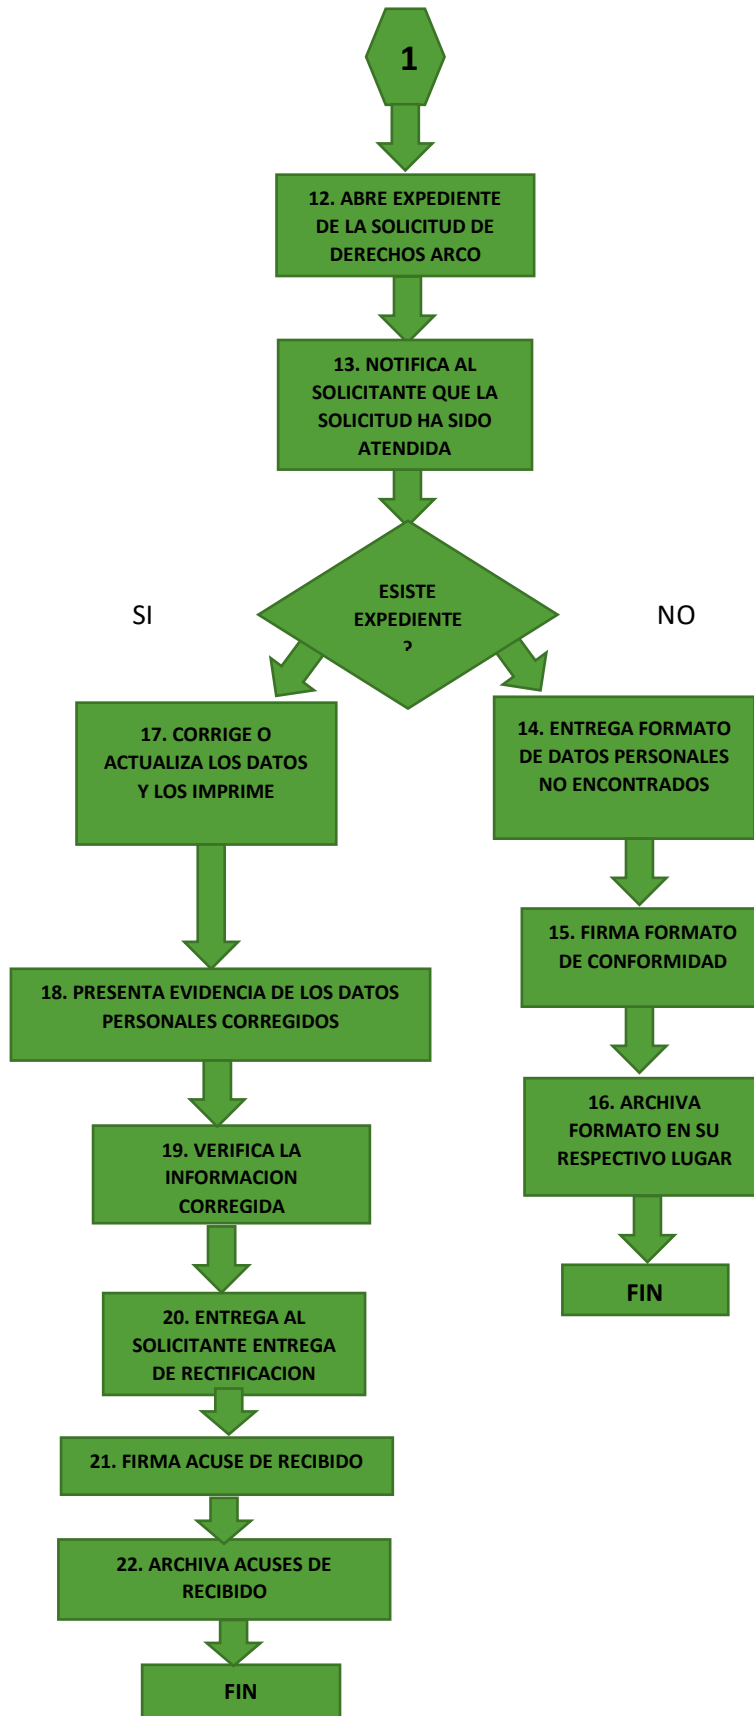 1
12. ABRE EXPEDIENTE
DE LA SOLICITUD DE
DERECHOS ARCO
13. NOTIFICA AL
SOLICITANTE QUE LA
SOLICITUD HA SIDO
ATENDIDA
ESISTE
EXPEDIENTE
?
SI
NO
17. CORRIGE O
ACTUALIZA LOS DATOS
Y LOS IMPRIME
18. PRESENTA EVIDENCIA DE LOS DATOS
PERSONALES CORREGIDOS
19. VERIFICA LA
INFORMACION
CORREGIDA
20. ENTREGA AL
SOLICITANTE ENTREGA
DE RECTIFICACION
21. FIRMA ACUSE DE RECIBIDO
22. ARCHIVA ACUSES DE
RECIBIDO
FIN
14. ENTREGA FORMATO
DE DATOS PERSONALES
NO ENCONTRADOS
15. FIRMA FORMATO
DE CONFORMIDAD
16. ARCHIVA
FORMATO EN SU
RESPECTIVO LUGAR
FIN